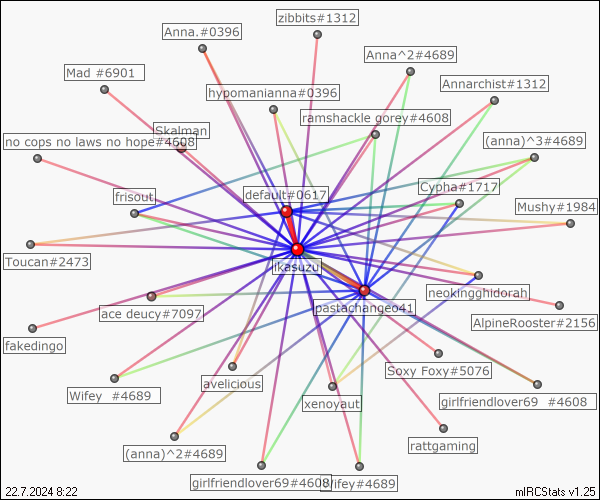 zibbits#1312
Anna.#0396
Anna^2#4689
Mad #6901
Annarchist#1312
hypomanianna#0396
ramshackle gorey#4608
Skalman
no cops no laws no hope#4608
(anna)^3#4689
default#0617
Cypha#1717
frisout
Mushy#1984
Toucan#2473
jkasuzui
neokingghidorah
ace deucy#7097
pastachange041
AlpineRooster#2156
fakedingo
Soxy Foxy#5076
avelicious
Wifey #4689
xenoyaut
girlfriendlover69 #4608
(anna)^2#4689
rattgaming
girlfriendlover69#4608
Wifey#4689
22.7.2024 8:22
mIRCStats v1.25